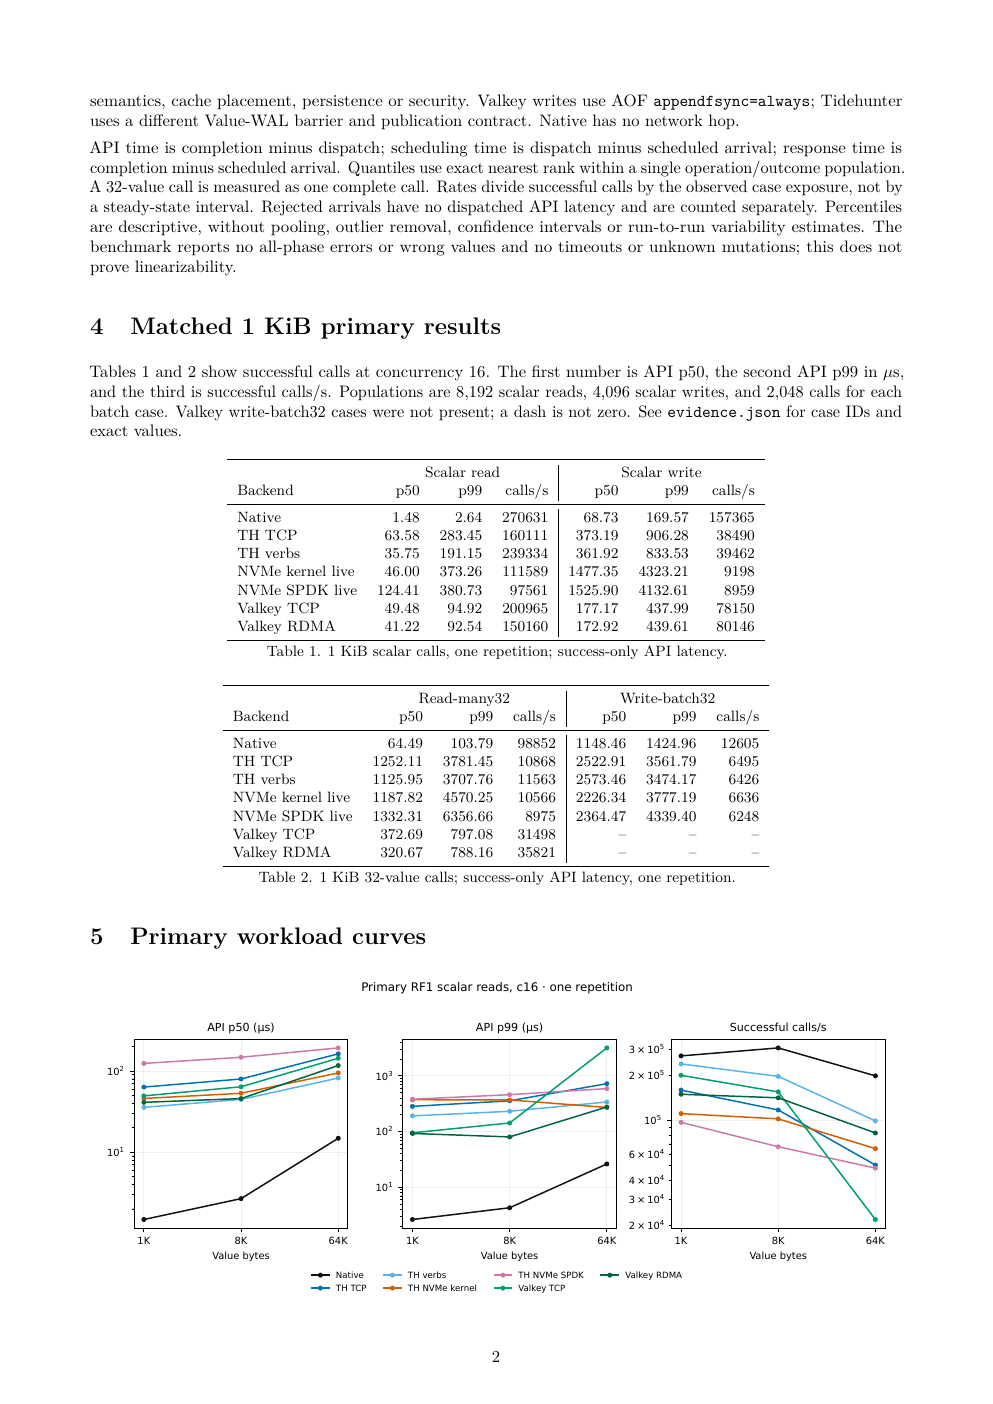 semantics, cache placement, persistence or security. Valkey writes use AOF appendfsync=always; Tidehunter
uses a different Value-WAL barrier and publication contract. Native has no network hop.
API time is completion minus dispatch; scheduling time is dispatch minus scheduled arrival; response time is
completion minus scheduled arrival. Quantiles use exact nearest rank within a single operation/outcome population.
A 32-value call is measured as one complete call. Rates divide successful calls by the observed case exposure, not by
a steady-state interval. Rejected arrivals have no dispatched API latency and are counted separately. Percentiles
are descriptive, without pooling, outlier removal, confidence intervals or run-to-run variability estimates. The
benchmark reports no all-phase errors or wrong values and no timeouts or unknown mutations; this does not
prove linearizability.
4 Matched 1 KiB primary results
Tables 1 and 2 show successful calls at concurrency 16. The first number is API p50, the second API p99 in μs,
and the third is successful calls/s. Populations are 8,192 scalar reads, 4,096 scalar writes, and 2,048 calls for each
batch case. Valkey write-batch32 cases were not present; a dash is not zero. See evidence.json for case IDs and
exact values.
Scalar read Scalar write
Backend p50 p99 calls/s p50 p99 calls/s
Native 1.48 2.64 270631 68.73 169.57 157365
TH TCP 63.58 283.45 160111 373.19 906.28 38490
TH verbs 35.75 191.15 239334 361.92 833.53 39462
NVMe kernel live 46.00 373.26 111589 1477.35 4323.21 9198
NVMe SPDK live 124.41 380.73 97561 1525.90 4132.61 8959
Valkey TCP 49.48 94.92 200965 177.17 437.99 78150
Valkey RDMA 41.22 92.54 150160 172.92 439.61 80146
Table 1. 1 KiB scalar calls, one repetition; success-only API latency.
Read-many32 Write-batch32
Backend p50 p99 calls/s p50 p99 calls/s
Native 64.49 103.79 98852 1148.46 1424.96 12605
TH TCP 1252.11 3781.45 10868 2522.91 3561.79 6495
TH verbs 1125.95 3707.76 11563 2573.46 3474.17 6426
NVMe kernel live 1187.82 4570.25 10566 2226.34 3777.19 6636
NVMe SPDK live 1332.31 6356.66 8975 2364.47 4339.40 6248
Valkey TCP 372.69 797.08 31498 – – –
Valkey RDMA 320.67 788.16 35821 – – –
Table 2. 1 KiB 32-value calls; success-only API latency, one repetition.
5 Primary workload curves
Primary RF1 scalar reads, c16 · one repetition
API p50 (μs)
10²
10¹
1K 8K 64K
Value bytes
API p99 (μs)
10³
10²
10¹
1K 8K 64K
Value bytes
Successful calls/s
3 × 10⁵
2 × 10⁵
10⁵
6 × 10⁴
4 × 10⁴
3 × 10⁴
2 × 10⁴
1K 8K 64K
Value bytes
Native TH verbs TH NVMe SPDK Valkey RDMA
TH TCP TH NVMe kernel Valkey TCP
2